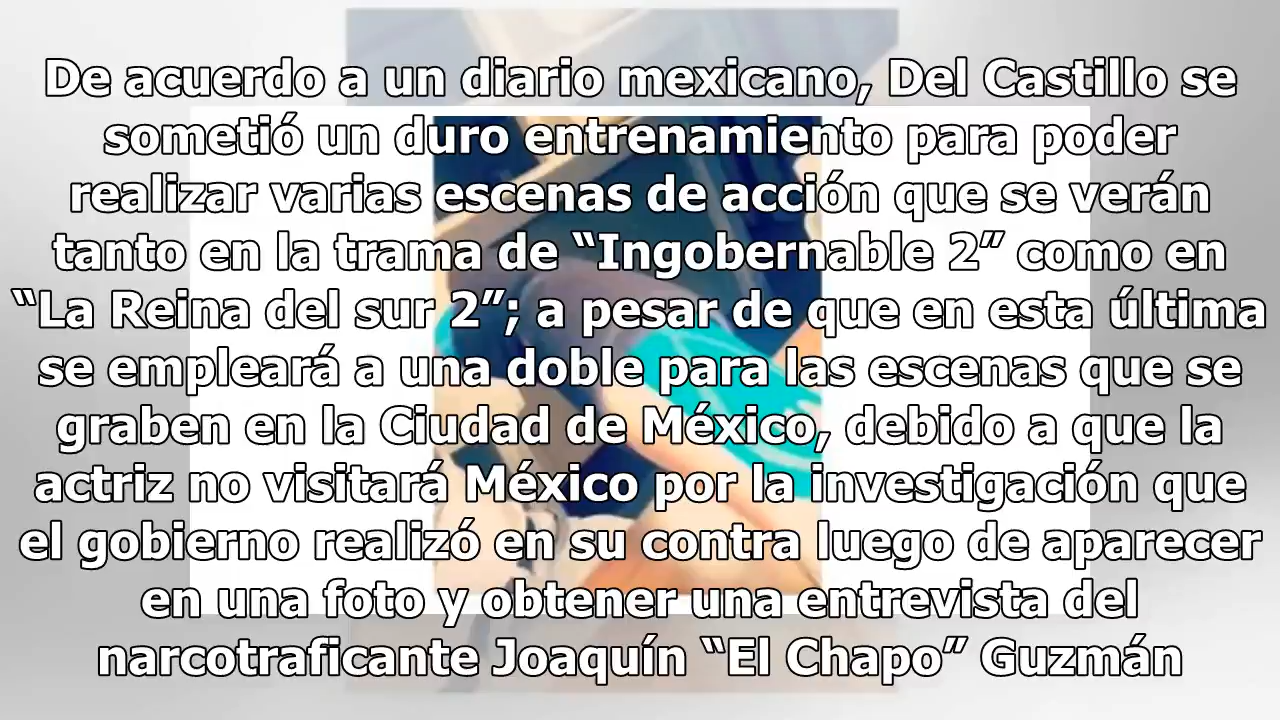 De acuerdo a un diario mexicano, Del Castillo se
sometió un duro entrenamiento para poder
realizar varias escenas de acción que se verán
tanto en la trama de “Ingobernable 2” como en
“La Reina del sur 2”; a pesar de que en esta última
se empleará a una doble para las escenas que se
graben en la Ciudad de México, debido a que la
actriz no visitará México por la investigación que
el gobierno realizó en su contra luego de aparecer
en una foto y obtener una entrevista del
narcotraficante Joaquín “El Chapo” Guzmán